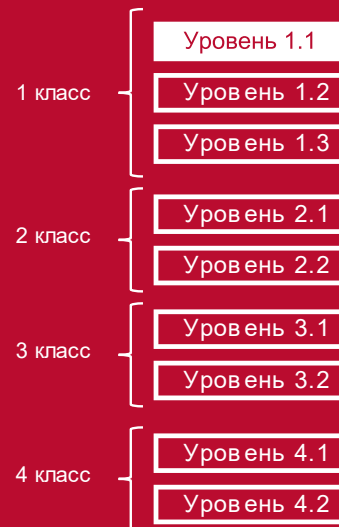 1 класс
Уровень 1.1
Уровень 1.2
Уровень 1.3
2 класс
Уровень 2.1
Уровень 2.2
3 класс
Уровень 3.1
Уровень 3.2
4 класс
Уровень 4.1
Уровень 4.2